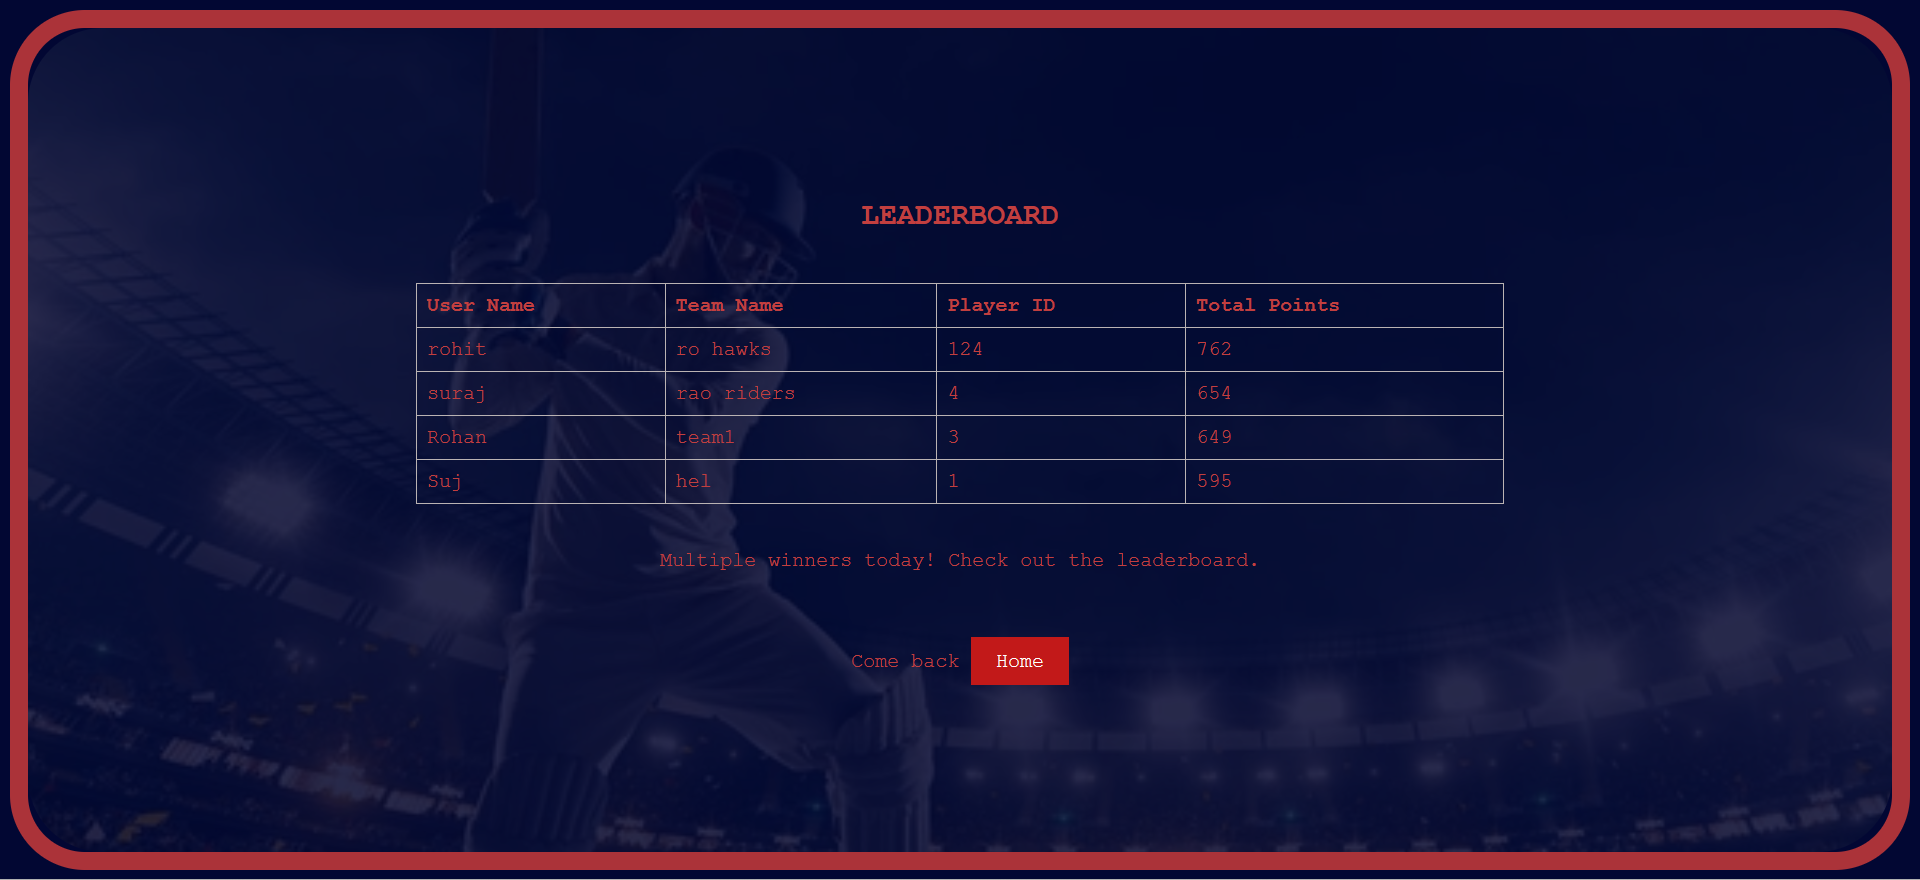 LEADERBOARD
User Name Team Name Player ID Total Points
rohit ro hawks 124 762
suraj rao riders 4 654
Rohan team1 3 649
Suj hel 1 595
Multiple winners today! Check out the leaderboard.
Come back Home